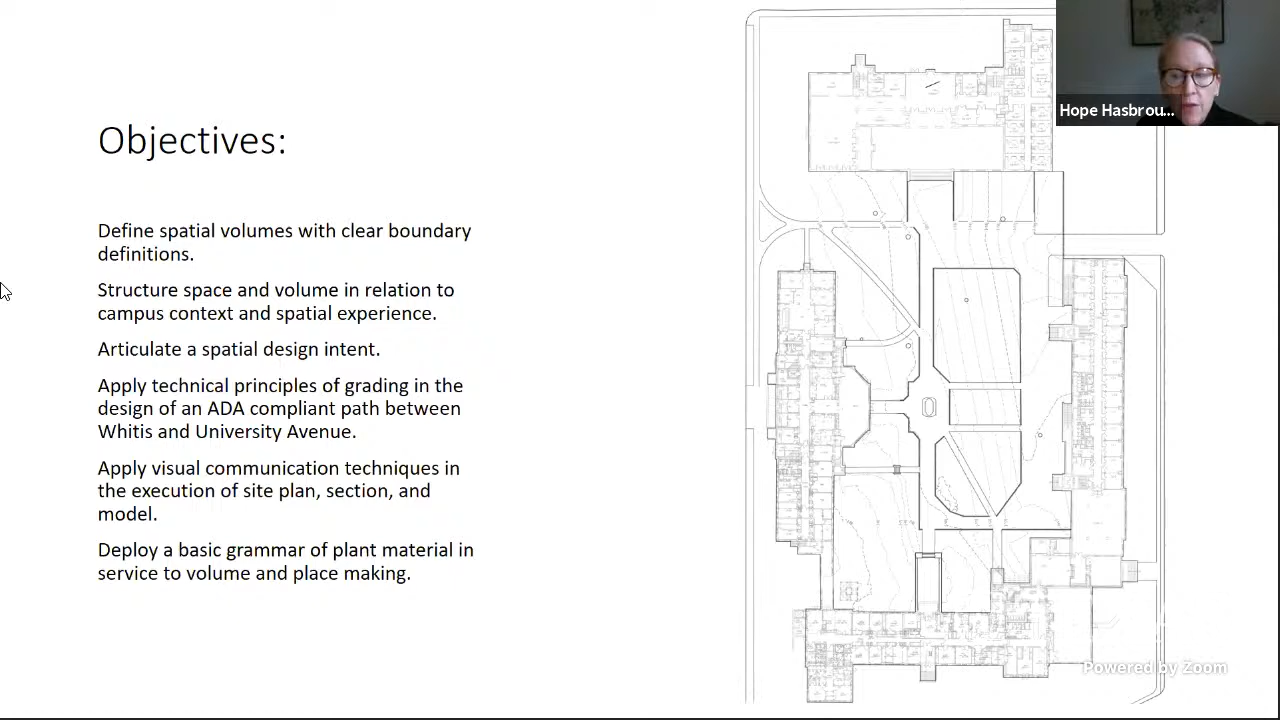 Hope Hasbrou...
Objectives:
Define spatial volumes with clear boundary
definitions.
Structure space and volume in relation to
campus context and spatial experience.
Articulate a spatial design intent.
Apply technical principles of grading in the
design of an ADA compliant path between
Whitis and University Avenue.
Apply visual communication techniques in
the execution of site plan, section, and
model.
Deploy a basic grammar of plant material in
service to volume and place making.
Powered by Zoom